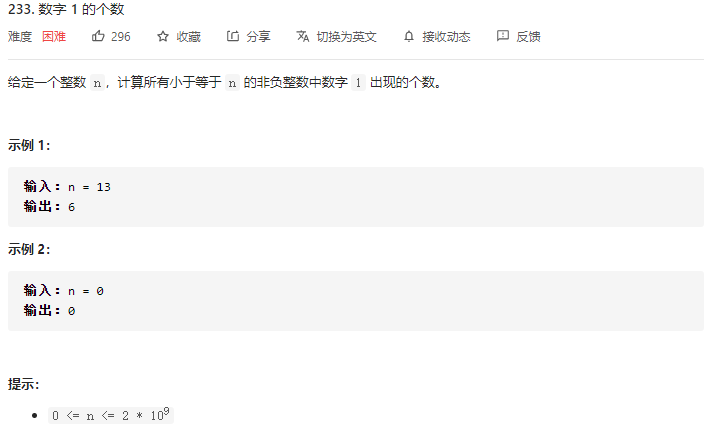 233. 数字 1 的个数
难度 困难 296 收藏 分享 切换为英文 接收动态 反馈
给定一个整数 n，计算所有小于等于 n 的非负整数中数字 1 出现的个数。
示例 1：
输入：n = 13
输出：6
示例 2：
输入：n = 0
输出：0
提示：
• 0 <= n <= 2 * 10⁹